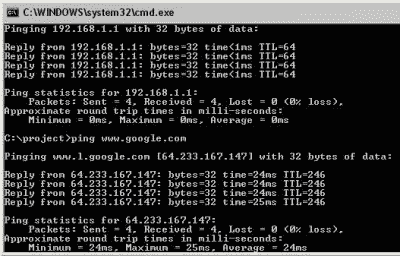 C:\WINDOWS\system32\cmd.exe
Pinging 192.168.1.1 with 32 bytes of data:
Reply from 192.168.1.1: bytes=32 time<1ms TTL=64
Reply from 192.168.1.1: bytes=32 time<1ms TTL=64
Reply from 192.168.1.1: bytes=32 time<1ms TTL=64
Reply from 192.168.1.1: bytes=32 time<1ms TTL=64
Ping statistics for 192.168.1.1:
Packets: Sent = 4, Received = 4, Lost = 0 (0% loss),
Approximate round trip times in milli-seconds:
Minimum = 0ms, Maximum = 0ms, Average = 0ms
C:\project>ping www.google.com
Pinging www.l.google.com [64.233.167.147] with 32 bytes of data:
Reply from 64.233.167.147: bytes=32 time=24ms TTL=246
Reply from 64.233.167.147: bytes=32 time=24ms TTL=246
Reply from 64.233.167.147: bytes=32 time=24ms TTL=246
Reply from 64.233.167.147: bytes=32 time=25ms TTL=246
Ping statistics for 64.233.167.147:
Packets: Sent = 4, Received = 4, Lost = 0 (0% loss),
Approximate round trip times in milli-seconds:
Minimum = 24ms, Maximum = 25ms, Average = 24ms